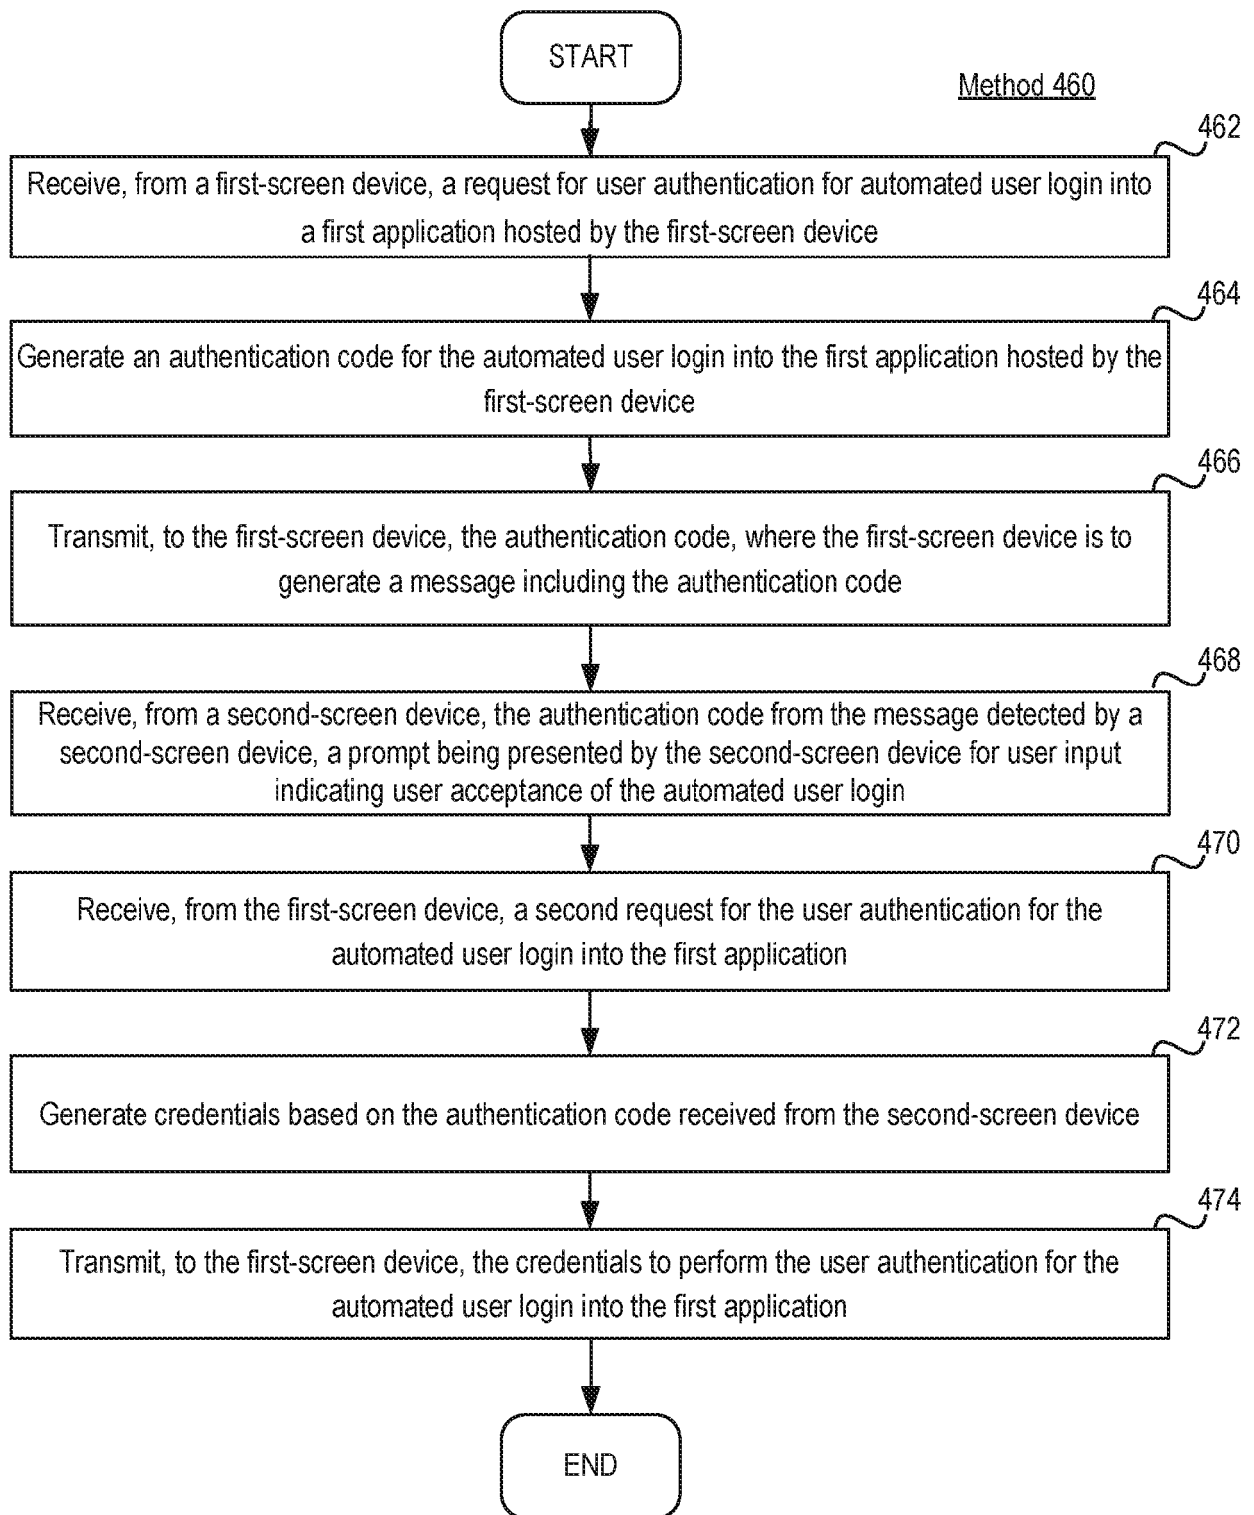 START
Method 460
462
Receive, from a first-screen device, a request for user authentication for automated user login into
a first application hosted by the first-screen device
464
Generate an authentication code for the automated user login into the first application hosted by the
first-screen device
466
Transmit, to the first-screen device, the authentication code, where the first-screen device is to
generate a message including the authentication code
468
Receive, from a second-screen device, the authentication code from the message detected by a
second-screen device, a prompt being presented by the second-screen device for user input
indicating user acceptance of the automated user login
470
Receive, from the first-screen device, a second request for the user authentication for the
automated user login into the first application
472
Generate credentials based on the authentication code received from the second-screen device
474
Transmit, to the first-screen device, the credentials to perform the user authentication for the
automated user login into the first application
END